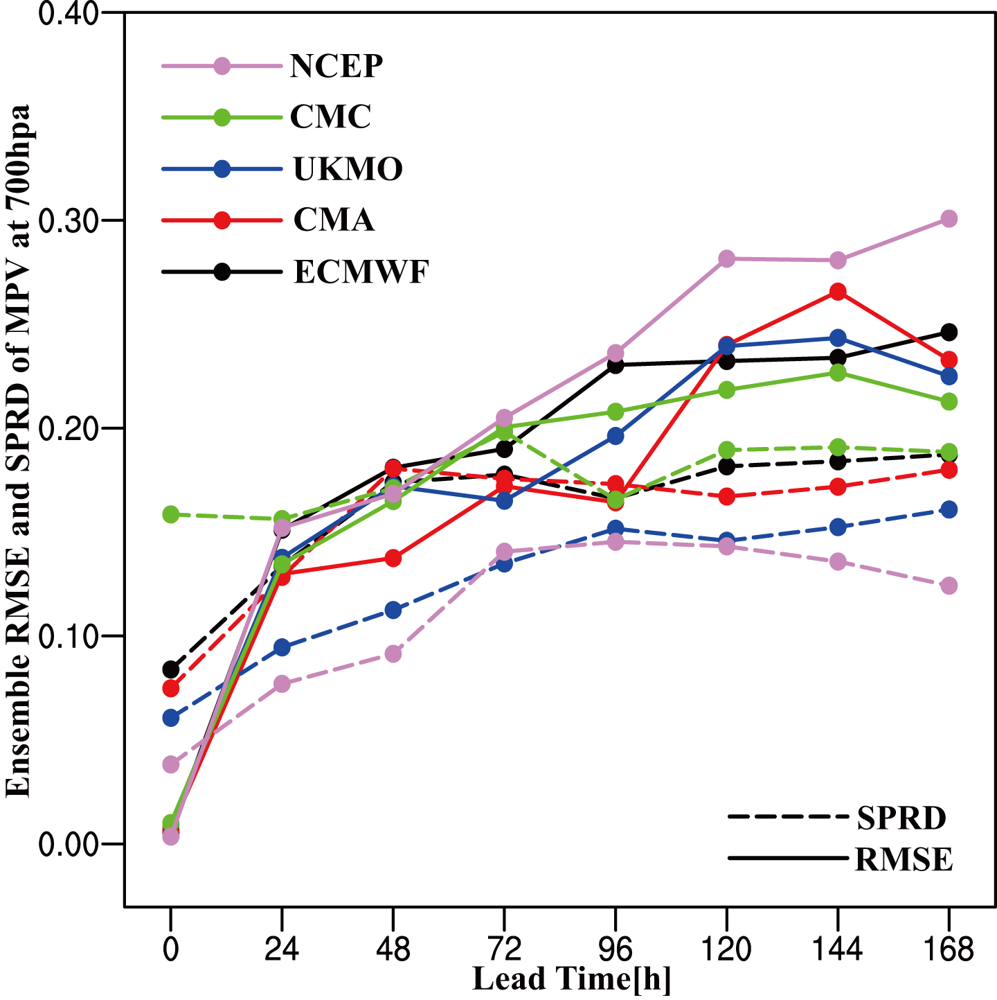 Ensemble RMSE and SPRD of MPV at 700hpa
0.40
0.30
0.20
0.10
0.00
NCEP
CMC
UKMO
CMA
ECMWF
SPRD
RMSE
0 24 48 72 96 120 144 168
Lead Time[h]